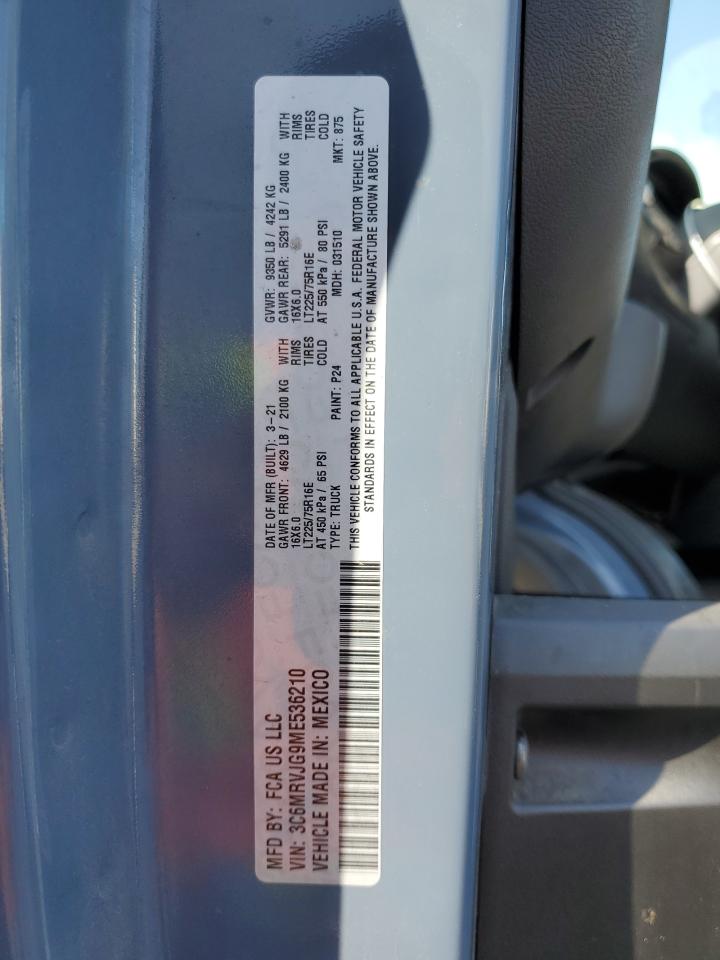 MFD BY: FCA US LLC
VIN: 3C6MRVJG9ME536210
VEHICLE MADE IN: MEXICO
DATE OF MFR (BUILT): 3-21 GVWR: 9350 LB / 4242 KG
GAWR FRONT: 4629 LB / 2100 KG WITH GAWR REAR: 5291 LB / 2400 KG WITH
16X6.0 RIMS 16X6.0 RIMS
LT225/75R16E TIRES LT225/75R16E TIRES
AT 450 kPa / 65 PSI COLD AT 550 kPa / 80 PSI COLD
TYPE: TRUCK PAINT: P24 MDH: 031510 MKT: 875
THIS VEHICLE CONFORMS TO ALL APPLICABLE U.S.A. FEDERAL MOTOR VEHICLE SAFETY
STANDARDS IN EFFECT ON THE DATE OF MANUFACTURE SHOWN ABOVE.